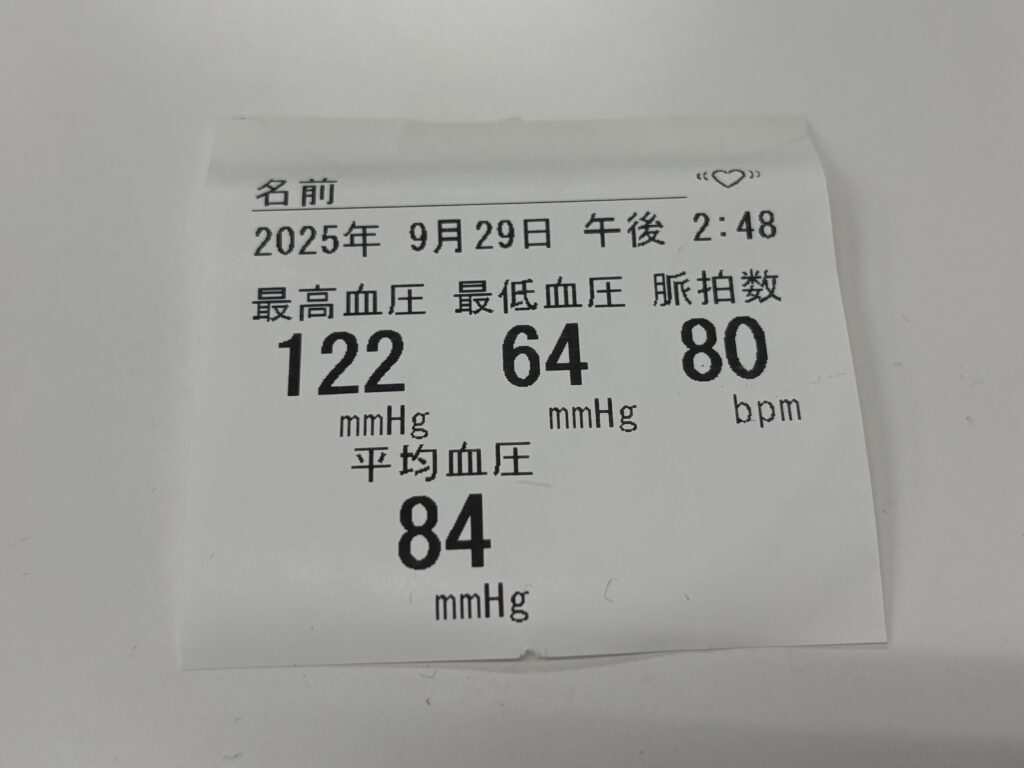 名前
2025年 9月29日 午後 2:48
最高血圧 最低血圧 脈拍数
122 64 80
mmHg mmHg bpm
平均血圧
84
mmHg